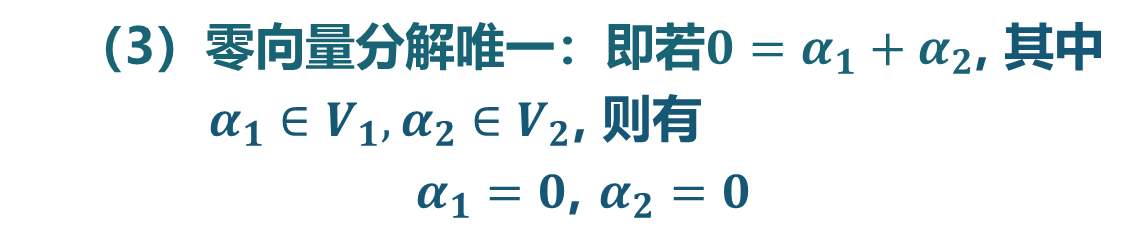 (3) 零向量分解唯一：即若0 = α₁ + α₂, 其中
α₁ ∈ V₁, α₂ ∈ V₂, 则有
α₁ = 0, α₂ = 0